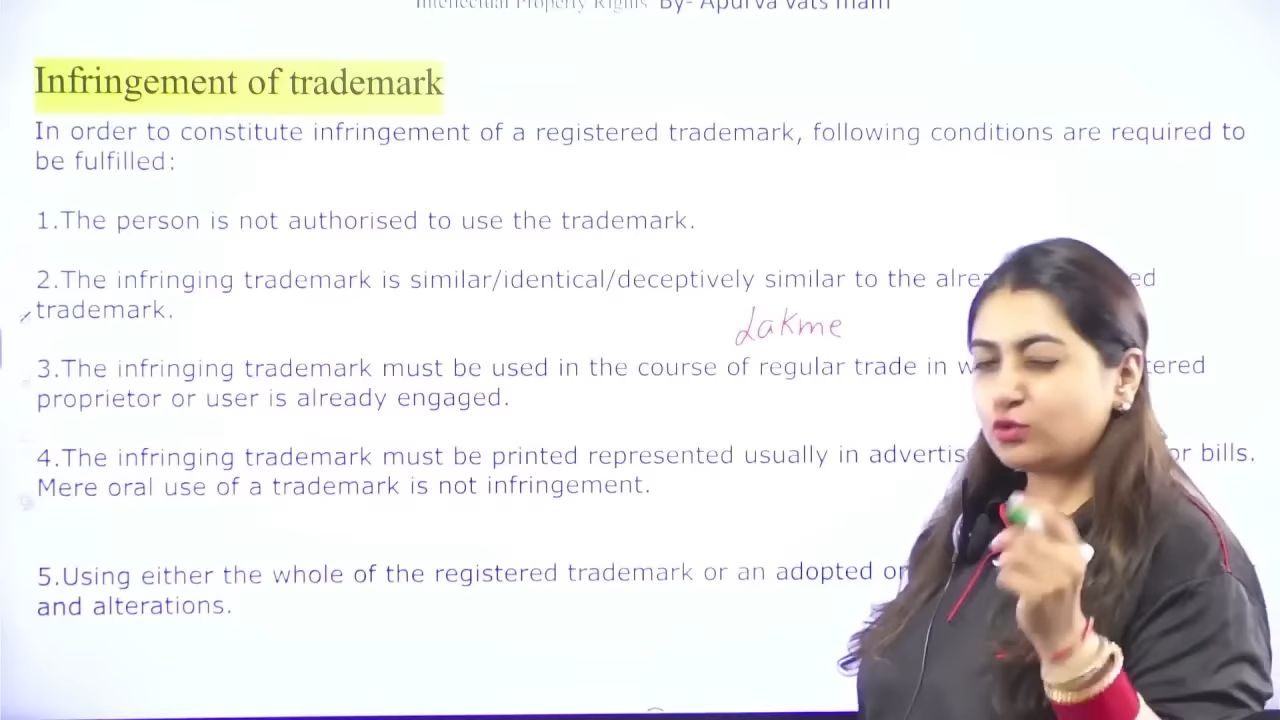 Intellectual Property Rights By- Apurva Vats mam
Infringement of trademark
In order to constitute infringement of a registered trademark, following conditions are required to
be fulfilled:
1.The person is not authorised to use the trademark.
2.The infringing trademark is similar/identical/deceptively similar to the
trademark.
Lakme
3.The infringing trademark must be used in the course of regular trade in
proprietor or user is already engaged.
4.The infringing trademark must be printed represented usually in or bills.
Mere oral use of a trademark is not infringement.
5.Using either the whole of the registered trademark or an adopted
and alterations.